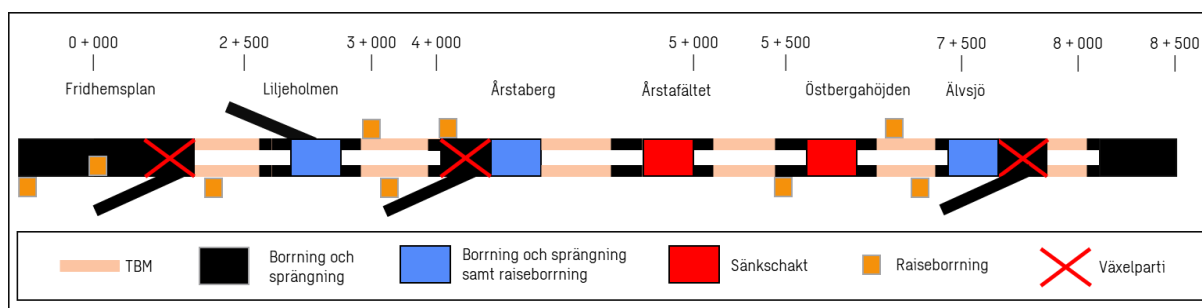 0 + 000 2 + 500 3 + 000 4 + 000 5 + 000 5 + 500 7 + 500 8 + 000 8 + 500
Fridhemsplan Liljeholmen Årstaberg Årstafältet Östbergahöjden Älvsjö
TBM
Borrning och
sprängning
Borrning och sprängning
samt raiseborrning
Sänkschakt
Raiseborrning
Växelparti